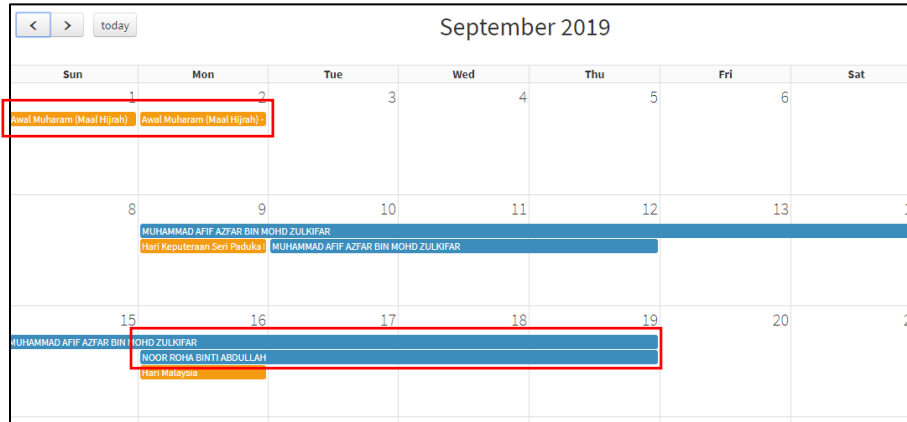 < > today
September 2019
Sun Mon Tue Wed Thu Fri Sat
1 2 3 4 5 6
Awal Muharam (Maal Hijrah) Awal Muharam (Maal Hijrah) -
8 9 10 11 12 13
MUHAMMAD AFIF AZFAR BIN MOHD ZULKIFAR
Hari Keputeraan Seri Paduka MUHAMMAD AFIF AZFAR BIN MOHD ZULKIFAR
15 16 17 18 19 20
MUHAMMAD AFIF AZFAR BIN MOHD ZULKIFAR
NOOR ROHA BINTI ABDULLAH
Hari Malaysia